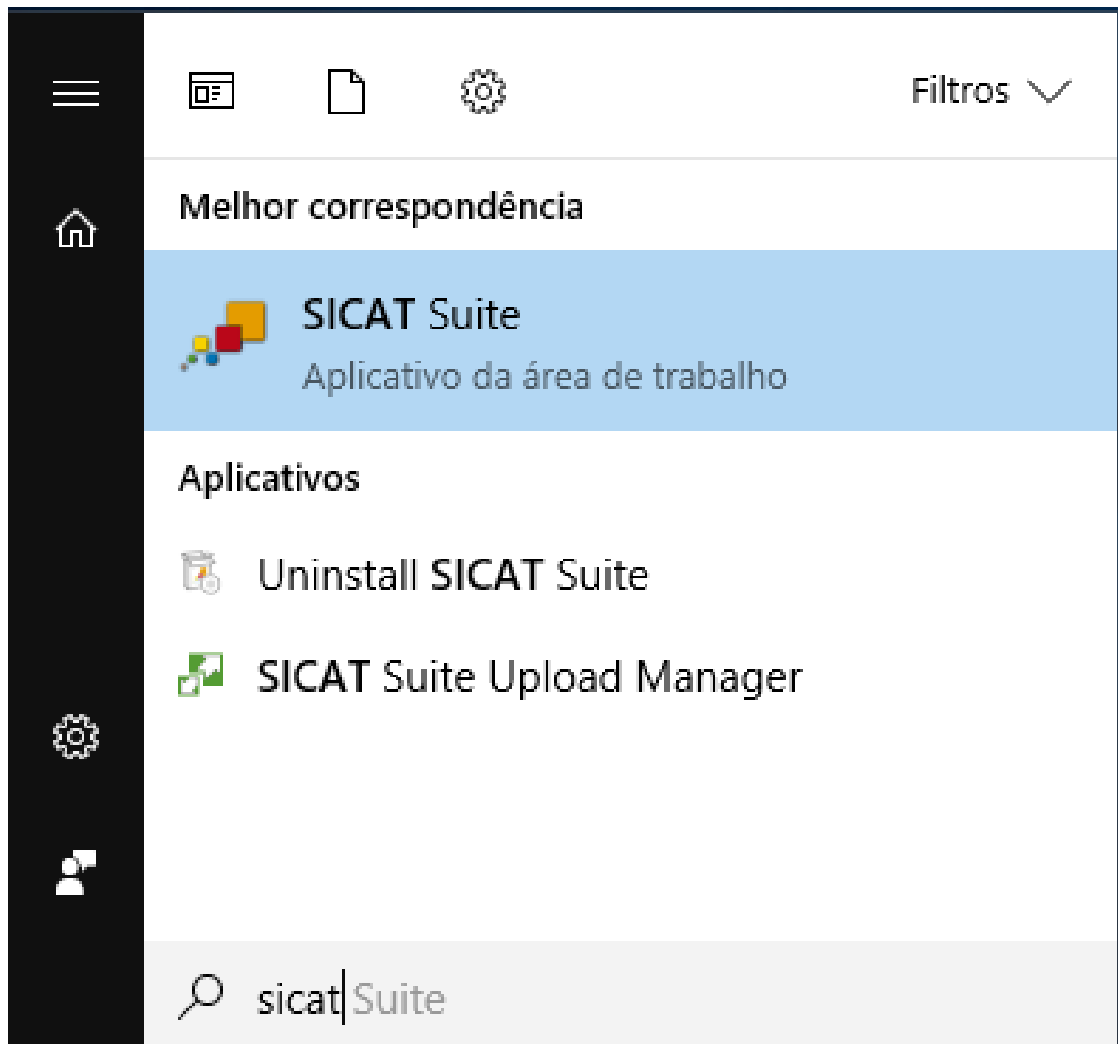 Filtros
Melhor correspondência
SICAT Suite
Aplicativo da área de trabalho
Aplicativos
Uninstall SICAT Suite
SICAT Suite Upload Manager
sicat Suite